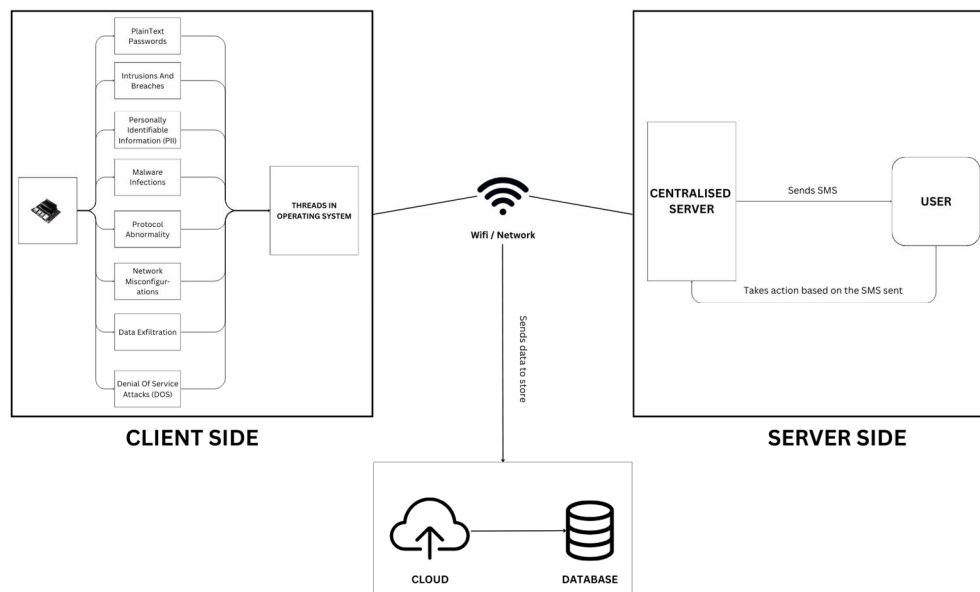 PlainText
Passwords
Intrusions And
Breaches
Personally
Identifiable
Information (PII)
Malware
Infections
Protocol
Abnormality
Network
Misconfigur-
ations
Data Exfiltration
Denial Of Service
Attacks (DOS)
THREADS IN
OPERATING SYSTEM
CLIENT SIDE
Wifi / Network
Sends data to store
CENTRALISED
SERVER
Sends SMS
USER
Takes action based on the SMS sent
SERVER SIDE
CLOUD
DATABASE